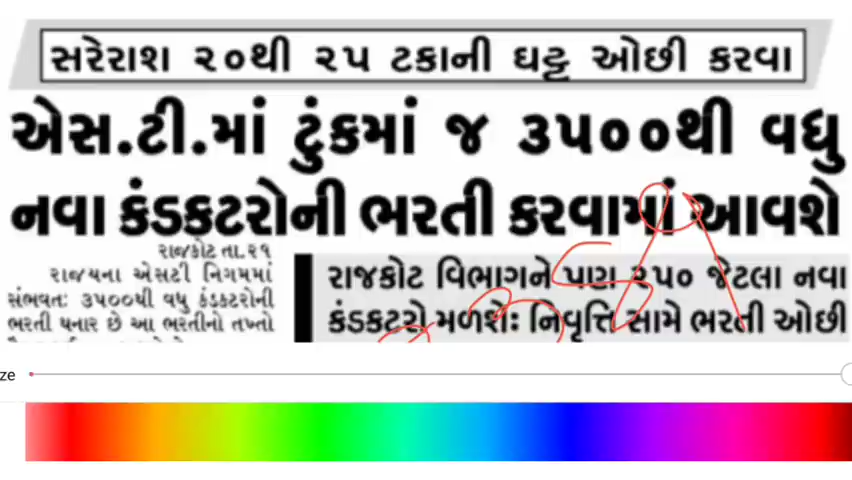 સરેરાશ ૨૦થી ૨૫ ટકાની ઘટ્ટ ઓછી કરવા
એસ.ટી.માં ટુંકમાં જ ૩૫૦૦થી વધુ
નવા કંડકટરોની ભરતી કરવામાં આવશે
રાજકોટ તા.૨૧
રાજયના એસટી નિગમમાં
સંભવતઃ ૩૫૦૦થી વધુ કંડકટરોની
ભરતી થનાર છે આ ભરતીનો તખ્તો
રાજકોટ વિભાગને પાણ ૨૫૦ જેટલા નવા
કંડકટરો મળશેઃ નિવૃત્તિ સામે ભરતી ઓછી
ze